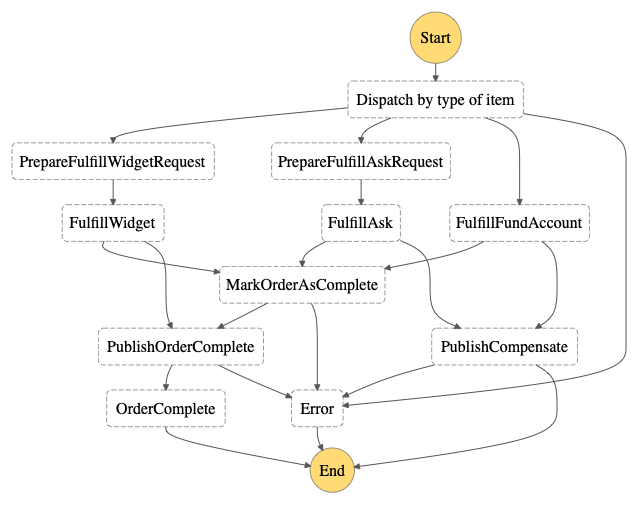 Start
Dispatch by type of item
PrepareFulfillWidgetRequest
PrepareFulfillAskRequest
FulfillWidget
FulfillAsk
FulfillFundAccount
MarkOrderAsComplete
PublishOrderComplete
PublishCompensate
OrderComplete
Error
End